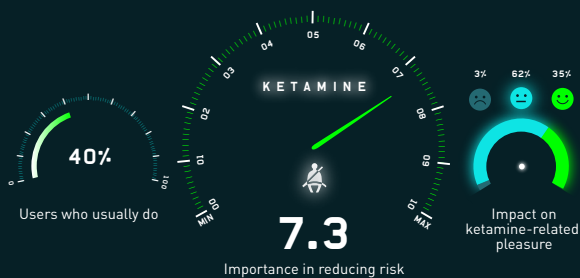 05
04
06
03
07
KETAMINE
3% 62% 35%
02
08
40%
01
09
0
100
00
10
MIN
MAX
Users who usually do
7.3
Impact on
ketamine-related
pleasure
Importance in reducing risk